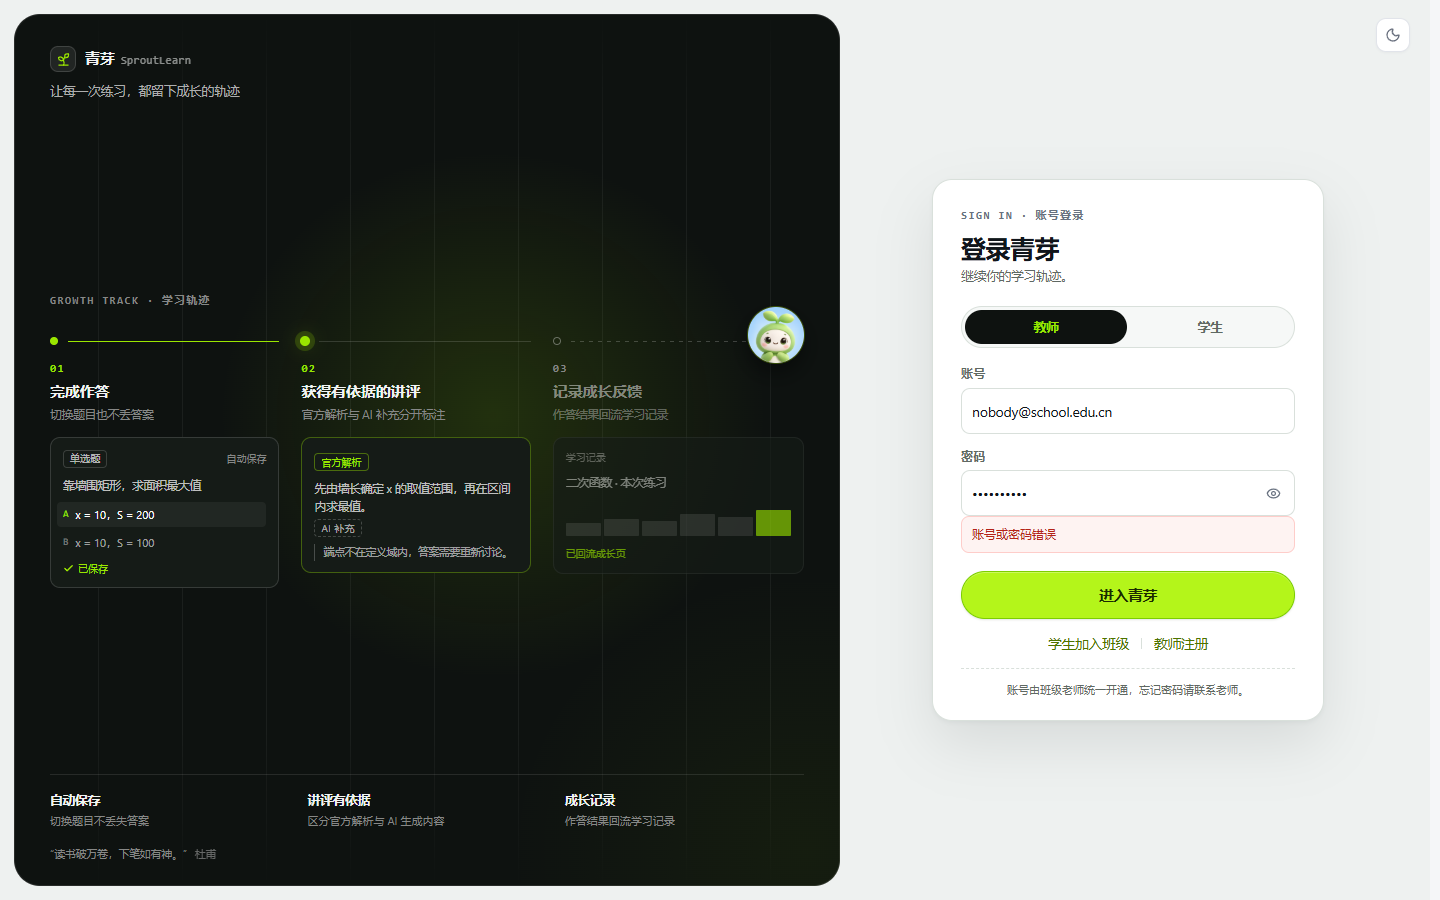 青芽 SproutLearn
让每一次练习，都留下成长的轨迹
GROWTH TRACK · 学习轨迹
01
完成作答
切换题目也不丢答案
单选题 自动保存
靠墙围矩形，求面积最大值
A x = 10，S = 200
B x = 10，S = 100
已保存
02
获得有依据的讲评
官方解析与 AI 补充分开标注
官方解析
先由墙长确定 x 的取值范围，再在区间
内求最值。
AI 补充
端点不在定义域内，答案需要重新讨论。
03
记录成长反馈
作答结果回流学习记录
学习记录
二次函数 · 本次练习
已回流成长页
自动保存
切换题目不丢失答案
讲评有依据
区分官方解析与 AI 生成内容
成长记录
作答结果回流学习记录
“读书破万卷，下笔如有神。” 杜甫
SIGN IN · 账号登录
登录青芽
继续你的学习轨迹。
教师 学生
账号
nobody@school.edu.cn
密码
••••••••••
账号或密码错误
进入青芽
学生加入班级 教师注册
账号由班级老师统一开通，忘记密码请联系老师。